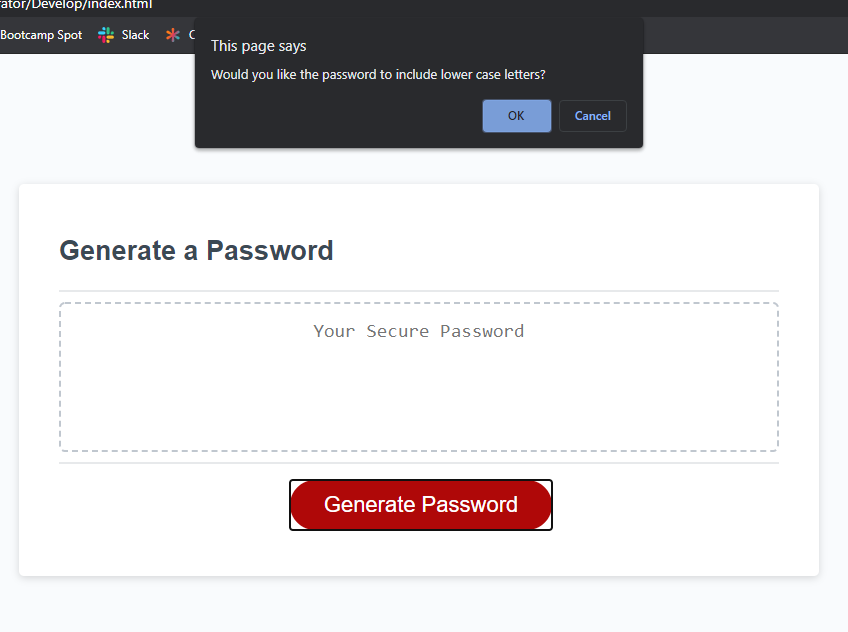 rator/Develop/index.html
Bootcamp Spot Slack C
This page says
Would you like the password to include lower case letters?
OK Cancel
Generate a Password
Your Secure Password
Generate Password